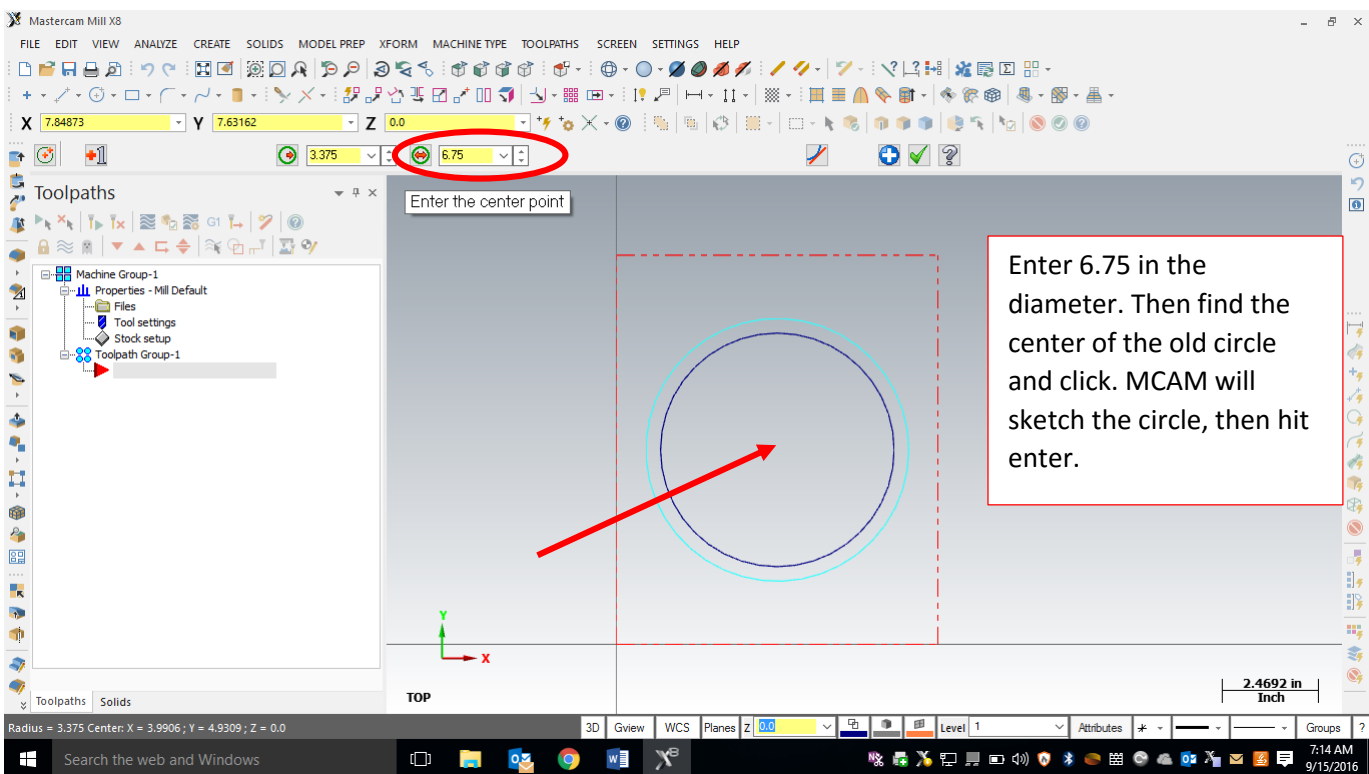 Mastercam Mill X8
FILE EDIT VIEW ANALYZE CREATE SOLIDS MODEL PREP XFORM MACHINE TYPE TOOLPATHS SCREEN SETTINGS HELP
X 7.84873 Y 7.63162 Z 0.0
3.375 6.75
Toolpaths
Enter the center point
G1
Machine Group-1
Properties - Mill Default
Files
Tool settings
Stock setup
Toolpath Group-1
Enter 6.75 in the
diameter. Then find the
center of the old circle
and click. MCAM will
sketch the circle, then hit
enter.
Y
X
TOP
2.4692 in
Inch
Toolpaths Solids
Radius = 3.375 Center: X = 3.9906 ; Y = 4.9309 ; Z = 0.0
3D Gview WCS Planes Z 0.0 Level 1 Attributes Groups ?
Search the web and Windows
7:14 AM
9/15/2016